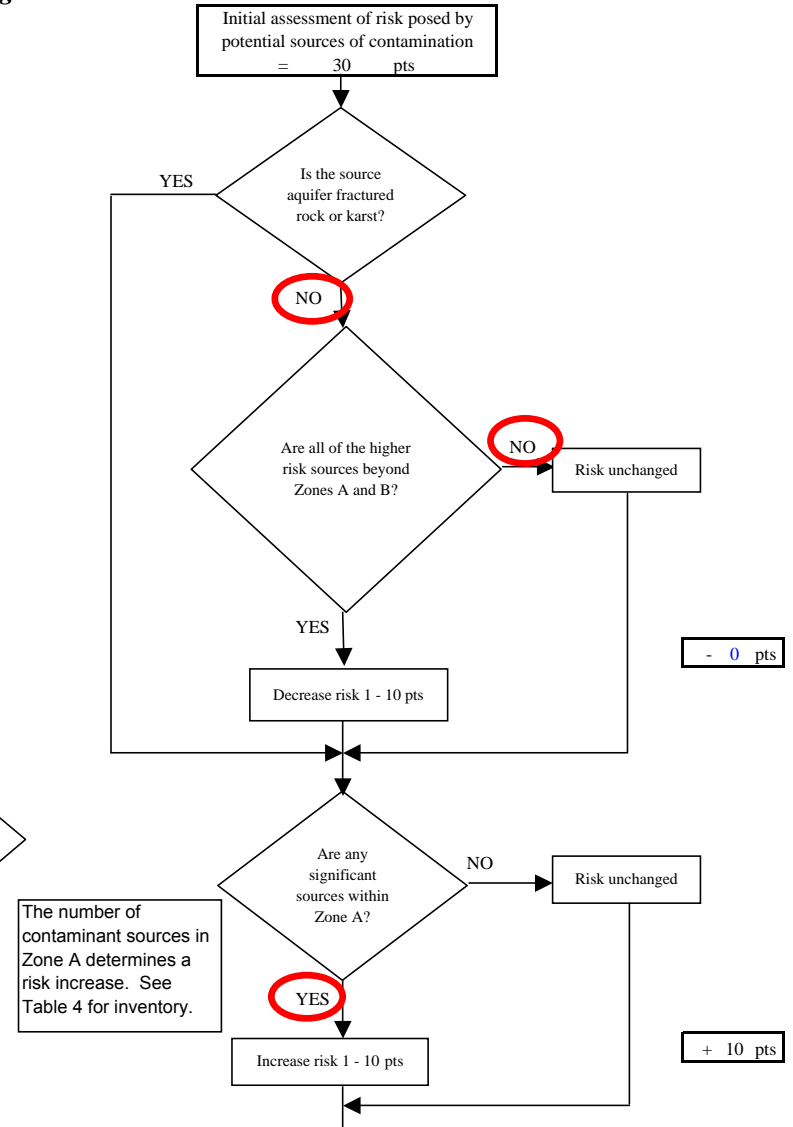 g
Initial assessment of risk posed by
potential sources of contamination
= 30 pts
YES
Is the source
aquifer fractured
rock or karst?
NO
Are all of the higher
risk sources beyond
Zones A and B?
NO
Risk unchanged
YES
- 0 pts
Decrease risk 1 - 10 pts
Are any
significant
sources within
Zone A?
NO
Risk unchanged
The number of
contaminant sources in
Zone A determines a
risk increase. See
Table 4 for inventory.
YES
Increase risk 1 - 10 pts
+ 10 pts